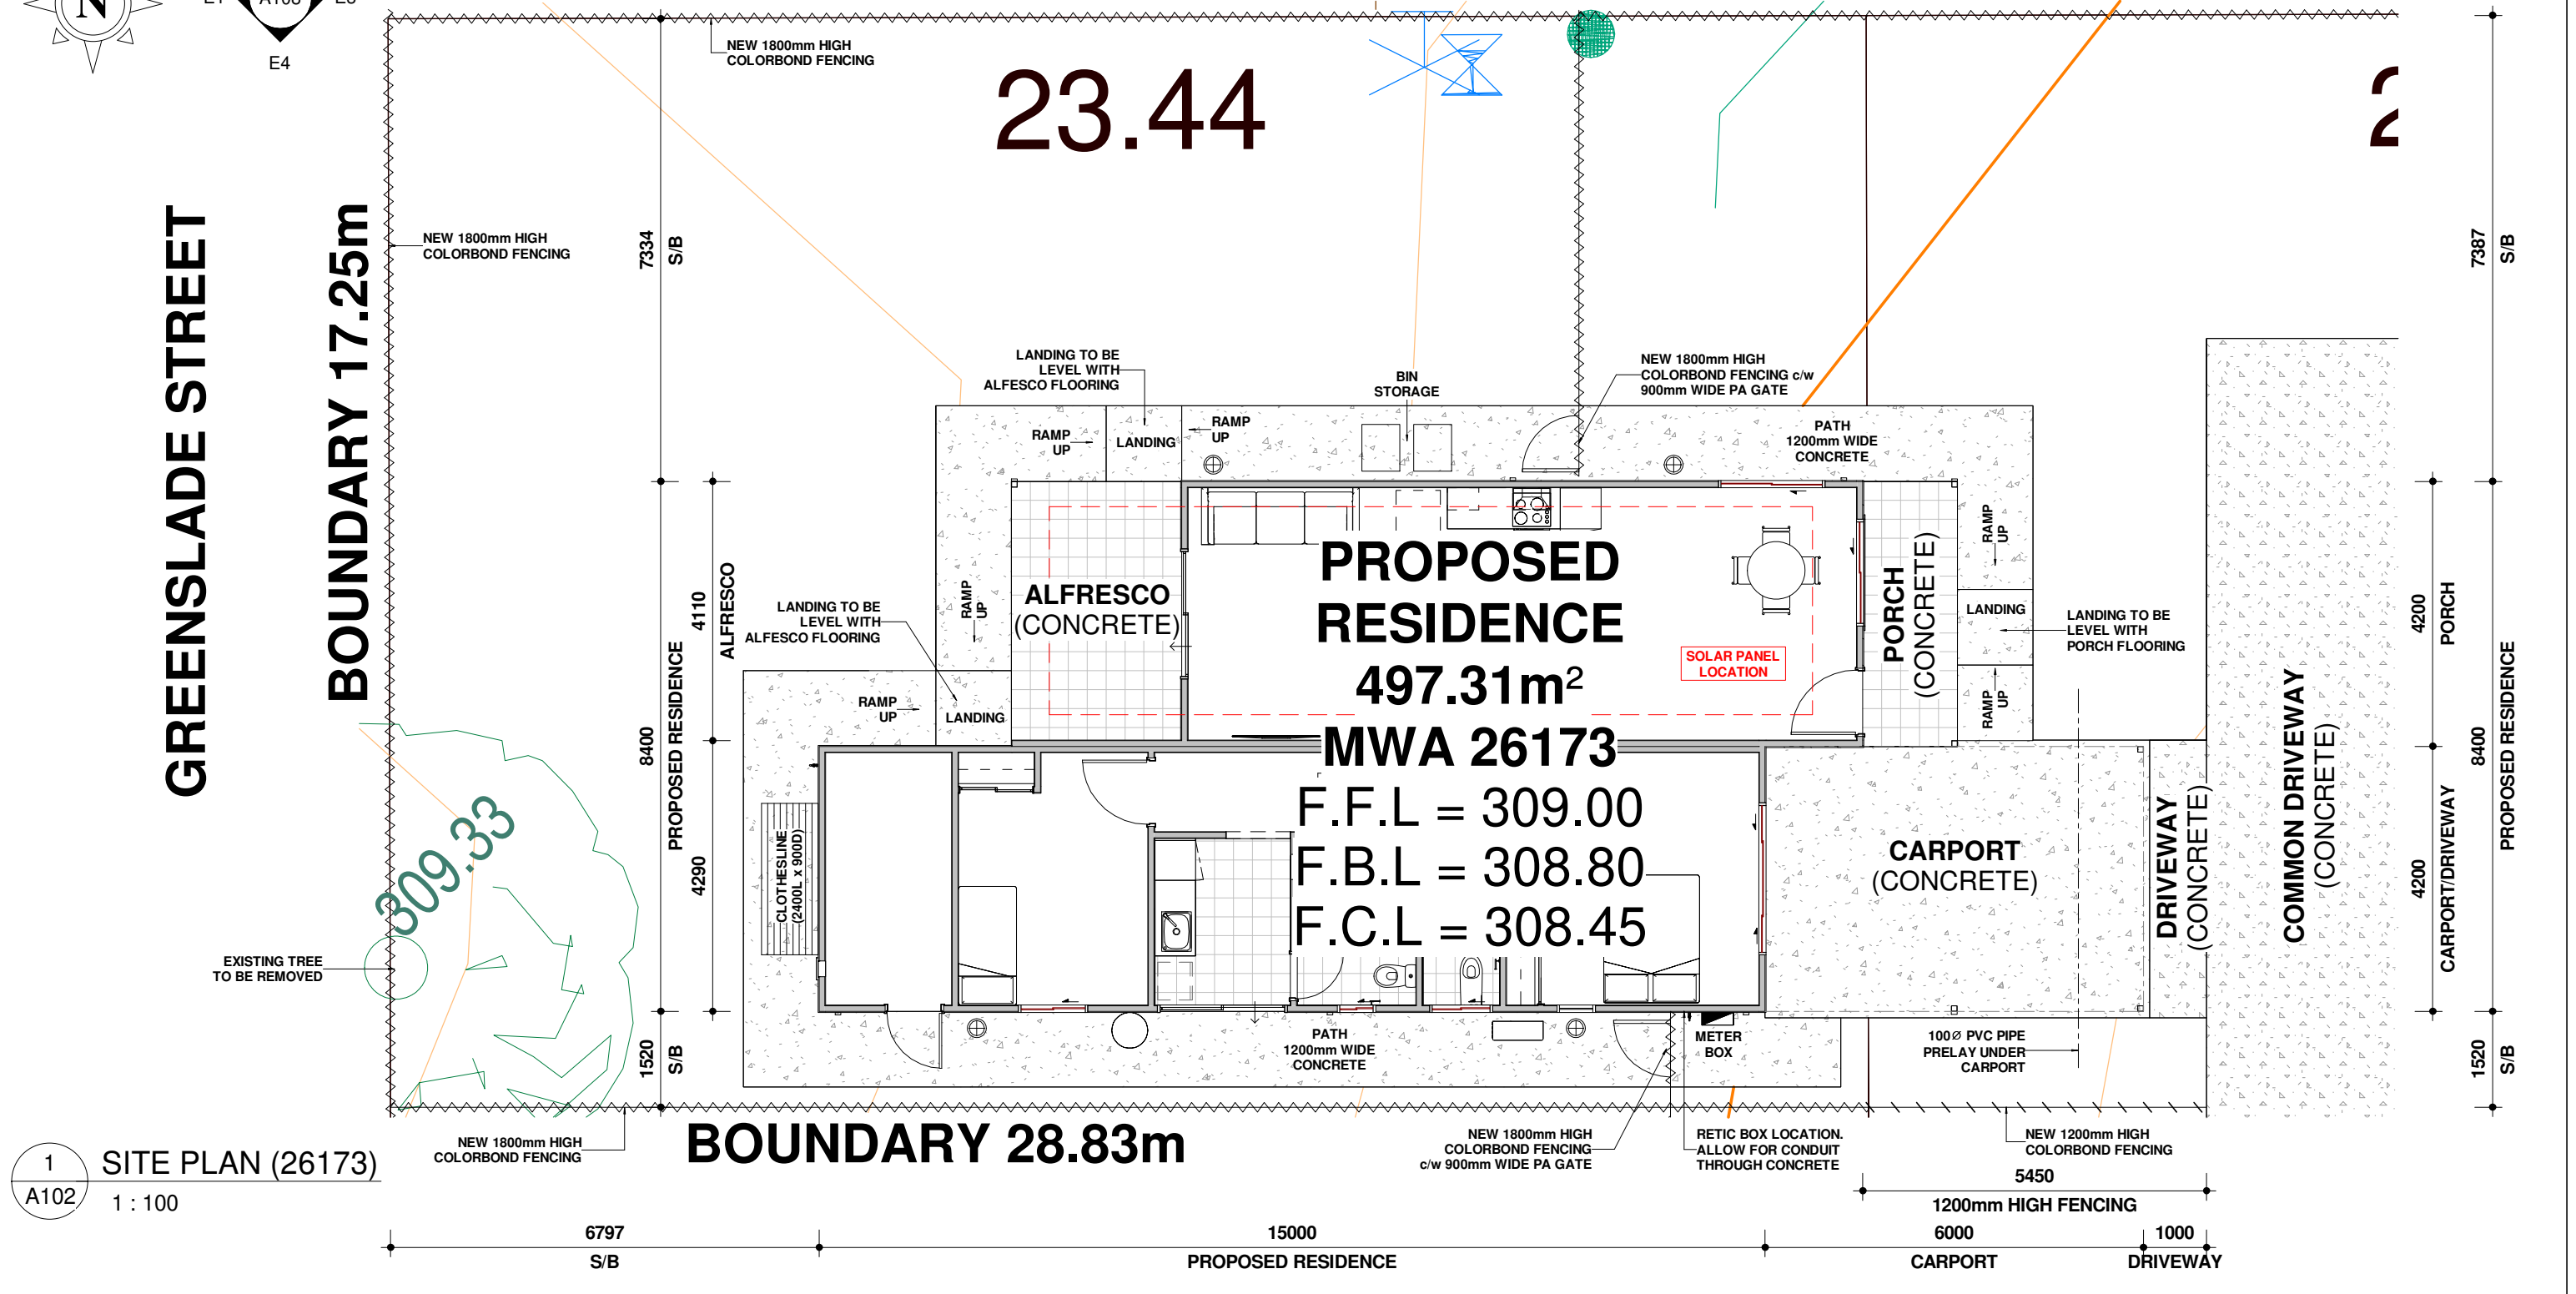 N
A103
E4
NEW 1800mm HIGH
COLORBOND FENCING
23.44
GREENSLADE STREET
BOUNDARY 17.25m
NEW 1800mm HIGH
COLORBOND FENCING
7334
S/B
7387
S/B
LANDING TO BE
LEVEL WITH
ALFESCO FLOORING
BIN
STORAGE
NEW 1800mm HIGH
COLORBOND FENCING c/w
900mm WIDE PA GATE
RAMP
UP
LANDING
RAMP
UP
PATH
1200mm WIDE
CONCRETE
4110
ALFRESCO
LANDING TO BE
LEVEL WITH
ALFESCO FLOORING
RAMP
UP
ALFRESCO
(CONCRETE)
RAMP
UP
LANDING
PROPOSED
RESIDENCE
497.31m²
MWA 26173
F.F.L = 309.00
F.B.L = 308.80
F.C.L = 308.45
SOLAR PANEL
LOCATION
PORCH
(CONCRETE)
RAMP
UP
LANDING
RAMP
UP
LANDING TO BE
LEVEL WITH
PORCH FLOORING
4200
PORCH
8400
PROPOSED RESIDENCE
4200
CARPORT/DRIVEWAY
COMMON DRIVEWAY
(CONCRETE)
DRIVEWAY
(CONCRETE)
CARPORT
(CONCRETE)
8400
PROPOSED RESIDENCE
4290
CLOTHESLINE
(2400L x 900D)
309.33
EXISTING TREE
TO BE REMOVED
1520
S/B
PATH
1200mm WIDE
CONCRETE
METER
BOX
100Ø PVC PIPE
PRELAY UNDER
CARPORT
1520
S/B
1
A102
SITE PLAN (26173)
1 : 100
NEW 1800mm HIGH
COLORBOND FENCING
BOUNDARY 28.83m
NEW 1800mm HIGH
COLORBOND FENCING
c/w 900mm WIDE PA GATE
RETIC BOX LOCATION.
ALLOW FOR CONDUIT
THROUGH CONCRETE
NEW 1200mm HIGH
COLORBOND FENCING
5450
1200mm HIGH FENCING
6797
S/B
15000
PROPOSED RESIDENCE
6000
CARPORT
1000
DRIVEWAY